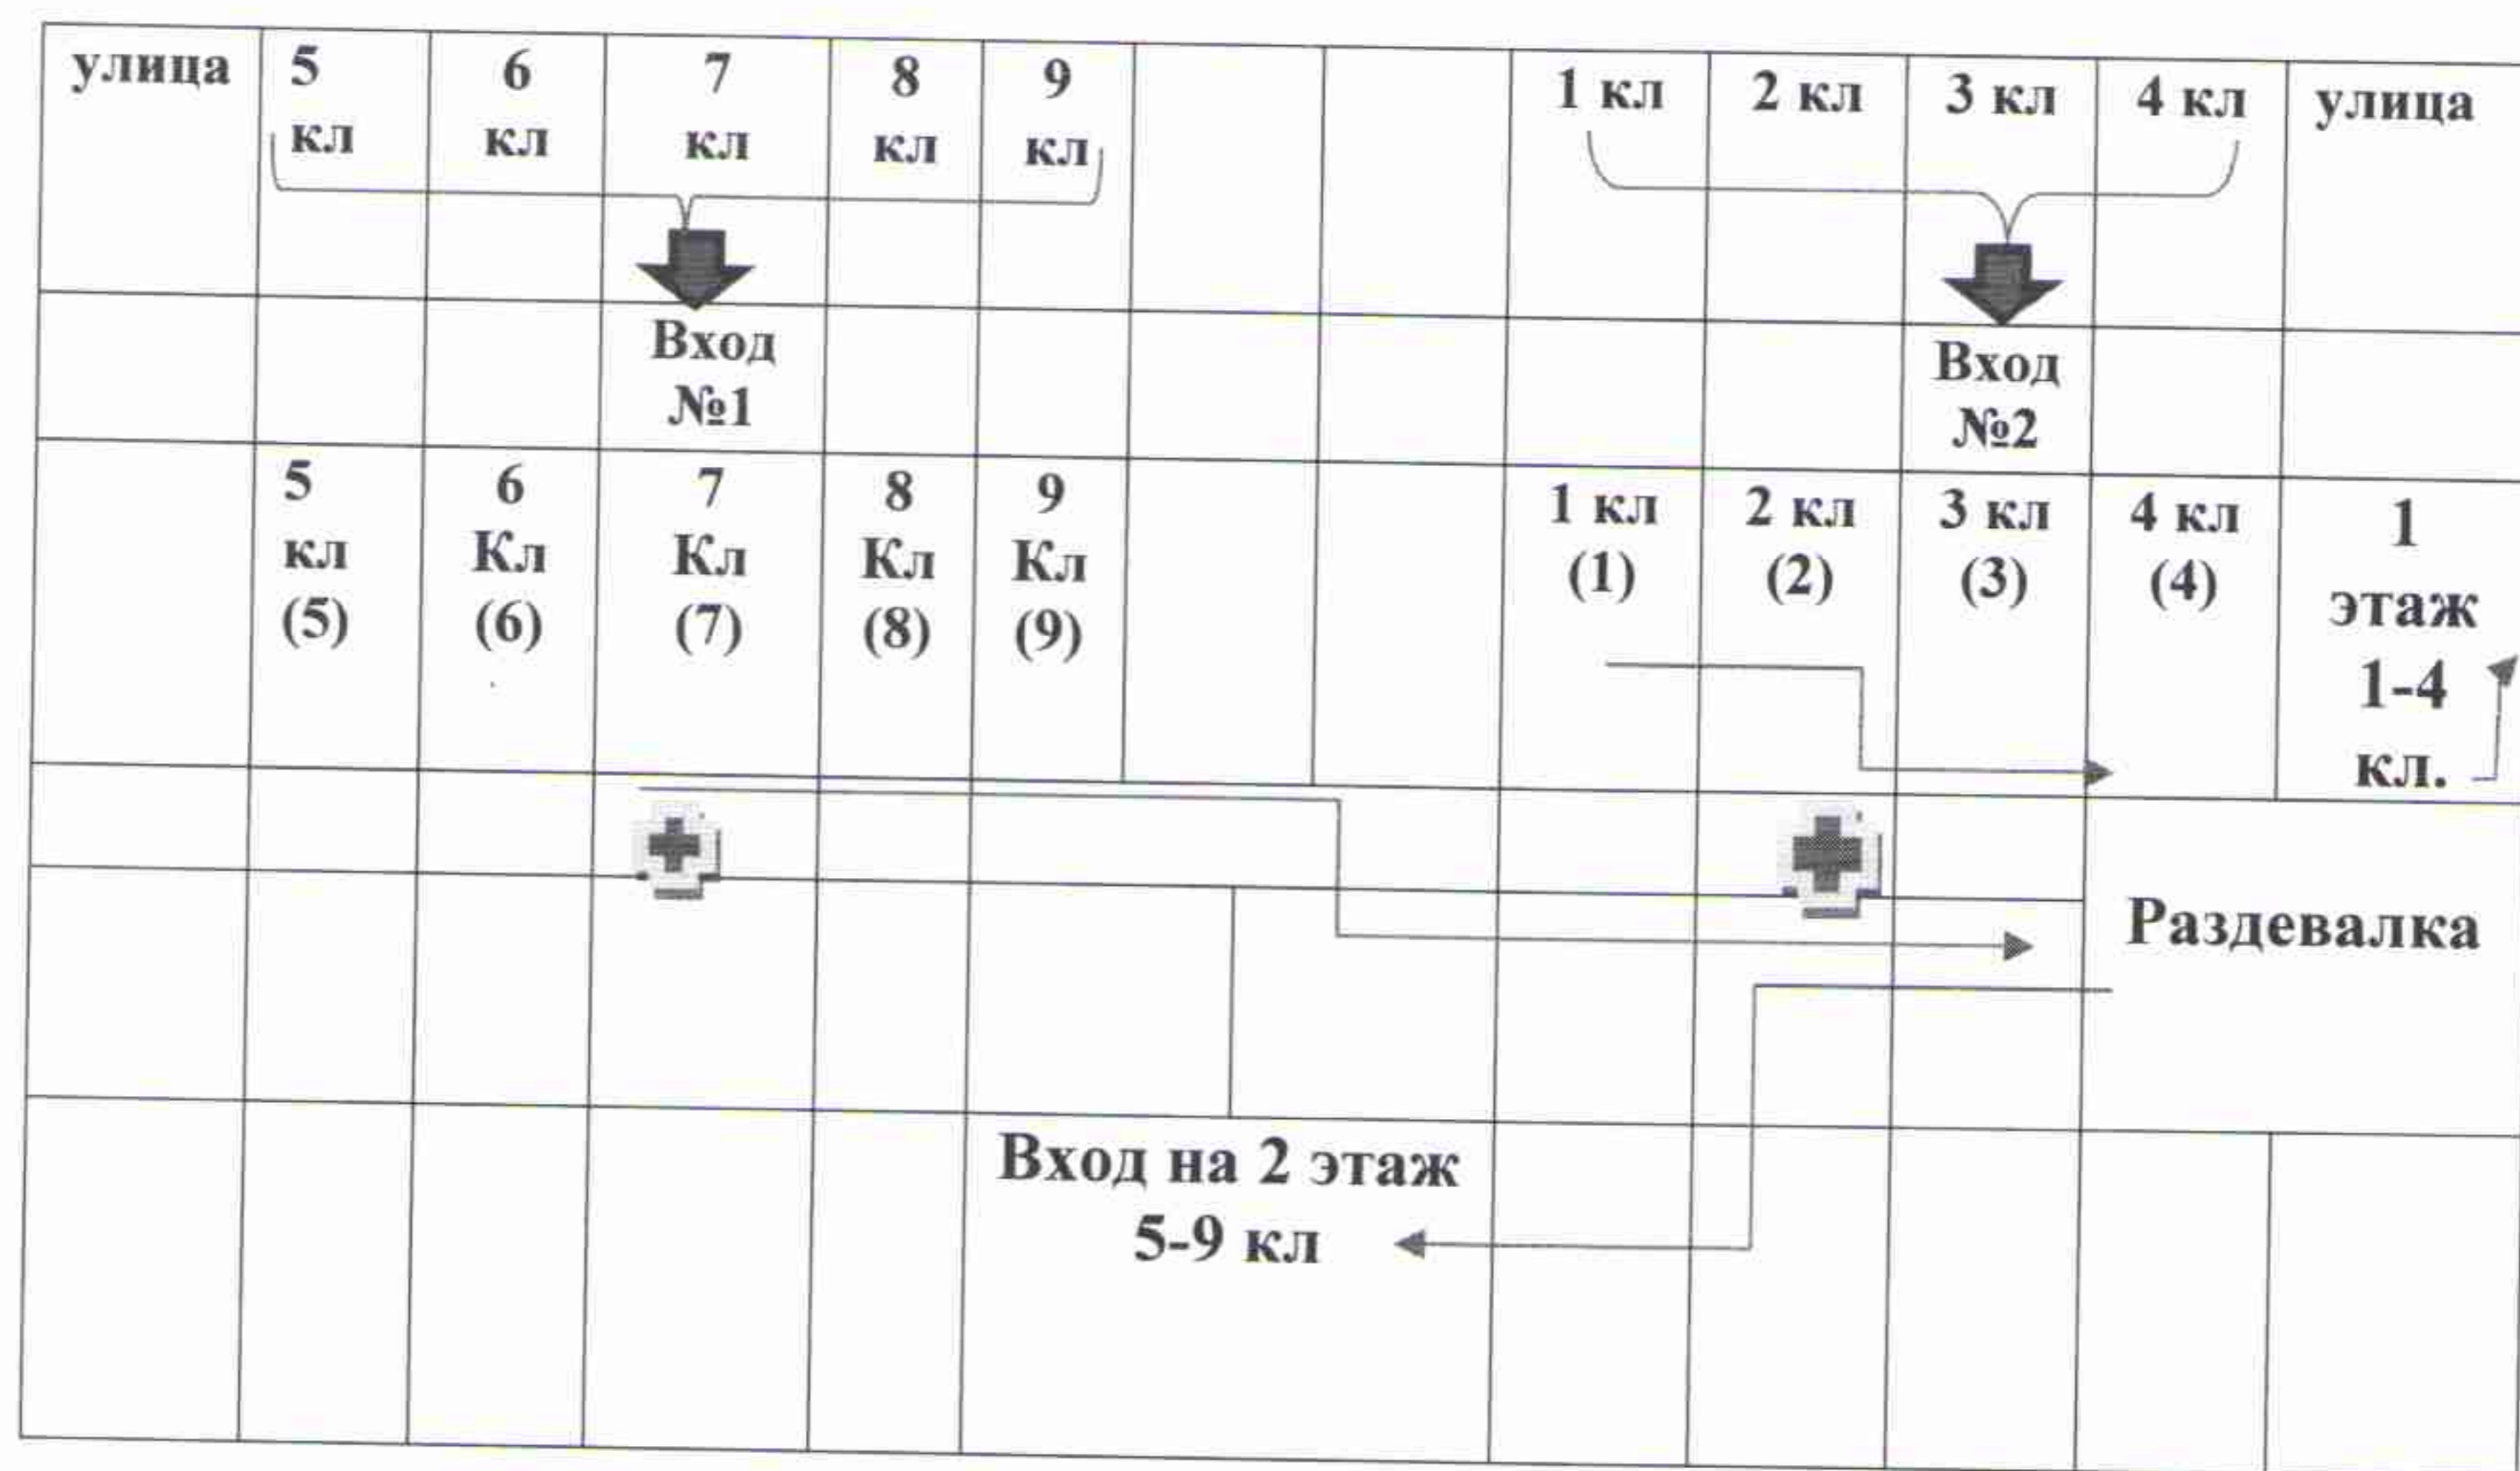 улица 5 6 7 8 9 1 кл 2 кл 3 кл 4 кл улица
кл кл кл кл кл
Вход Вход
№1 №2
5 6 7 8 9 1 кл 2 кл 3 кл 4 кл 1
кл Кл Кл Кл Кл (1) (2) (3) (4) этаж
(5) (6) (7) (8) (9) 1-4
кл.
Раздевалка
Вход на 2 этаж
5-9 кл